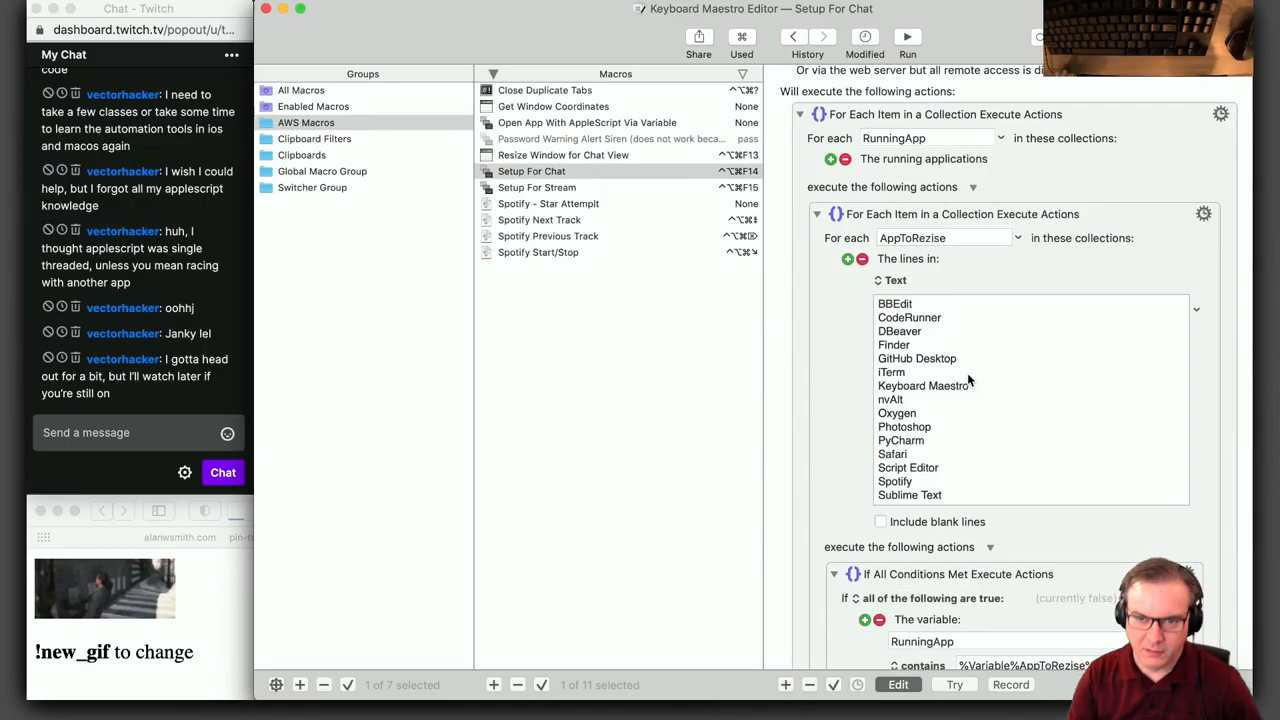 Chat - Twitch
dashboard.twitch.tv/popout/u/t...
My Chat
code
vectorhacker: I need to
take a few classes or take some
time to learn the automation tools in ios
and macos again
vectorhacker: I wish I could
help, but I forgot all my applescript
knowledge
vectorhacker: huh, I
thought applescript was single
threaded, unless you mean racing
with another app
vectorhacker: oohhj
vectorhacker: Janky lel
vectorhacker: I gotta head
out for a bit, but I'll watch later if
you're still on
Send a message
Chat
alanwsmith.com
pin-ta
!new_gif to change
Keyboard Maestro Editor — Setup For Chat
Share
Used
History
Modified
Run
Groups
All Macros
Enabled Macros
AWS Macros
Clipboard Filters
Clipboards
Global Macro Group
Switcher Group
1 of 7 selected
Macros
Close Duplicate Tabs ^⌥⌘?
Get Window Coordinates None
Open App With AppleScript Via Variable None
Password Warning Alert Siren (does not work beca... pass
Resize Window for Chat View ^⌥⌘F13
Setup For Chat ^⌥⌘F14
Setup For Stream ^⌥⌘F15
Spotify - Star AttempIt None
Spotify Next Track ^⌥⌘⇟
Spotify Previous Track ^⌥⌘⌦
Spotify Start/Stop ^⌥⌘↘
1 of 11 selected
Or via the web server but all remote access is di
Will execute the following actions:
For Each Item in a Collection Execute Actions
For each RunningApp in these collections:
The running applications
execute the following actions
For Each Item in a Collection Execute Actions
For each AppToRezise in these collections:
The lines in:
Text
BBEdit
CodeRunner
DBeaver
Finder
GitHub Desktop
iTerm
Keyboard Maestro
nvAlt
Oxygen
Photoshop
PyCharm
Safari
Script Editor
Spotify
Sublime Text
Include blank lines
execute the following actions
If All Conditions Met Execute Actions
If all of the following are true: (currently false)
The variable:
RunningApp
contains %Variable%AppToRezise%
Edit
Try
Record